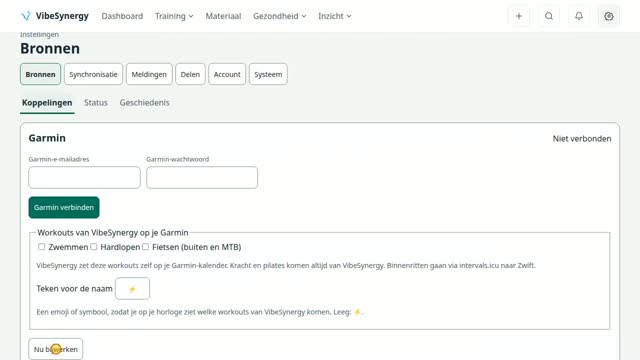 VibeSynergy Dashboard Training Materiaal Gezondheid Inzicht
Instellingen
Bronnen
Bronnen Synchronisatie Meldingen Delen Account Systeem
Koppelingen Status Geschiedenis
Garmin Niet verbonden
Garmin-e-mailadres Garmin-wachtwoord
Garmin verbinden
Workouts van VibeSynergy op je Garmin
Zwemmen Hardlopen Fietsen (buiten en MTB)
VibeSynergy zet deze workouts zelf op je Garmin-kalender. Kracht en pilates komen altijd van VibeSynergy. Binnenritten gaan via intervals.icu naar Zwift.
Teken voor de naam ⚡
Een emoji of symbool, zodat je op je horloge ziet welke workouts van VibeSynergy komen. Leeg: ⚡.
Nu